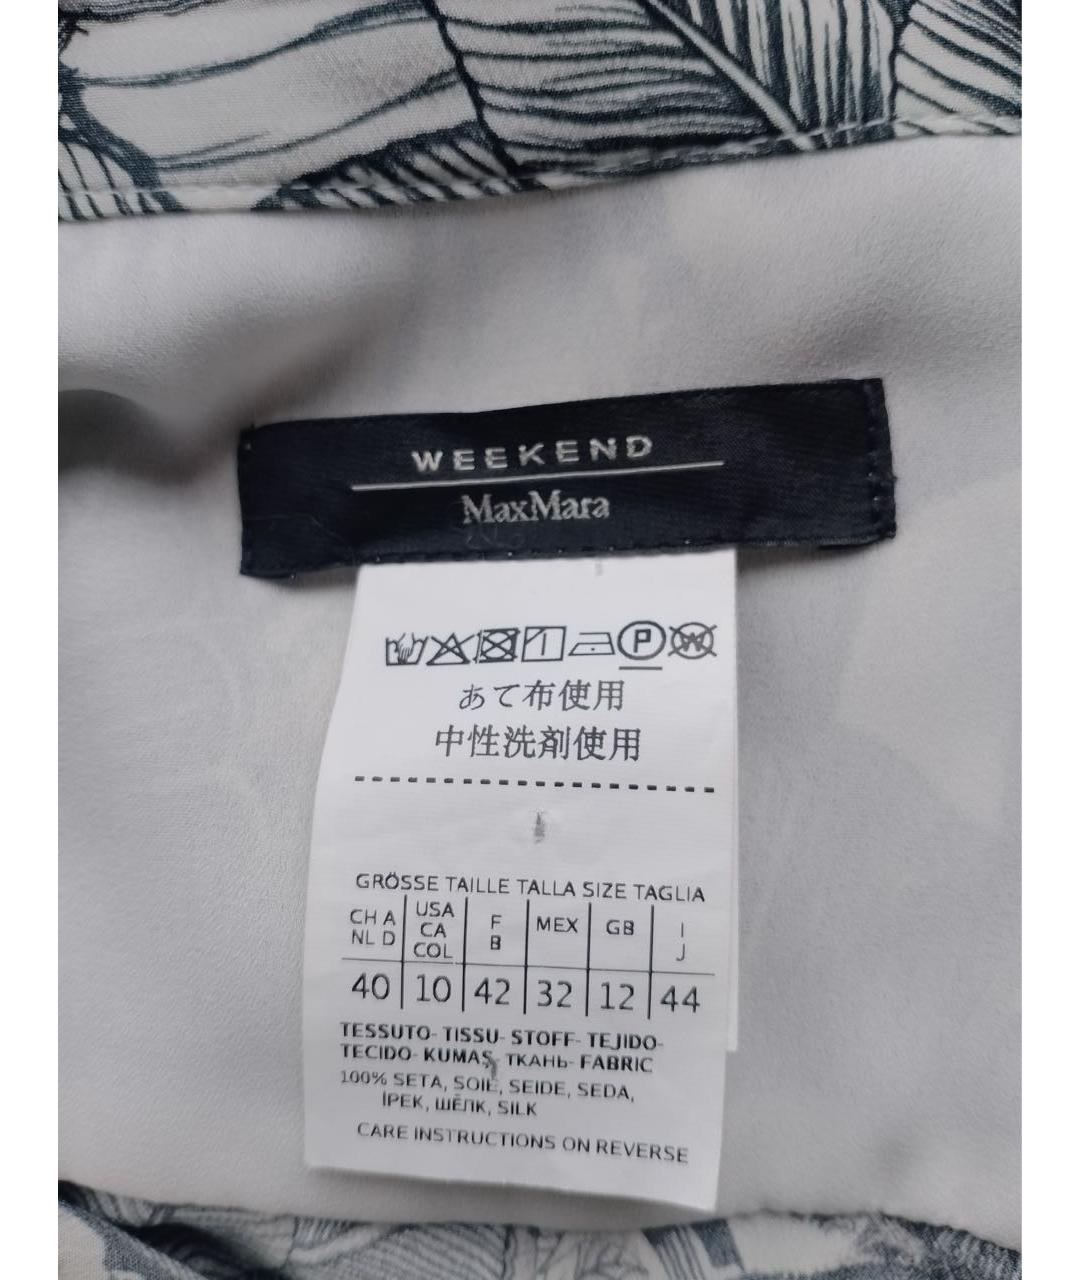 WEEKEND
MaxMara
P W
あて布使用
中性洗剤使用
GRÖSSE TAILLE TALLA SIZE TAGLIA
CH A NL D USA CA COL F B MEX GB I J
40 10 42 32 12 44
TESSUTO- TISSU- STOFF- TEJIDO-
TECIDO- KUMAŞ- ТКАНЬ- FABRIC
100% SETA, SOIE, SEIDE, SEDA,
İPEK, ШЁЛК, SILK
CARE INSTRUCTIONS ON REVERSE